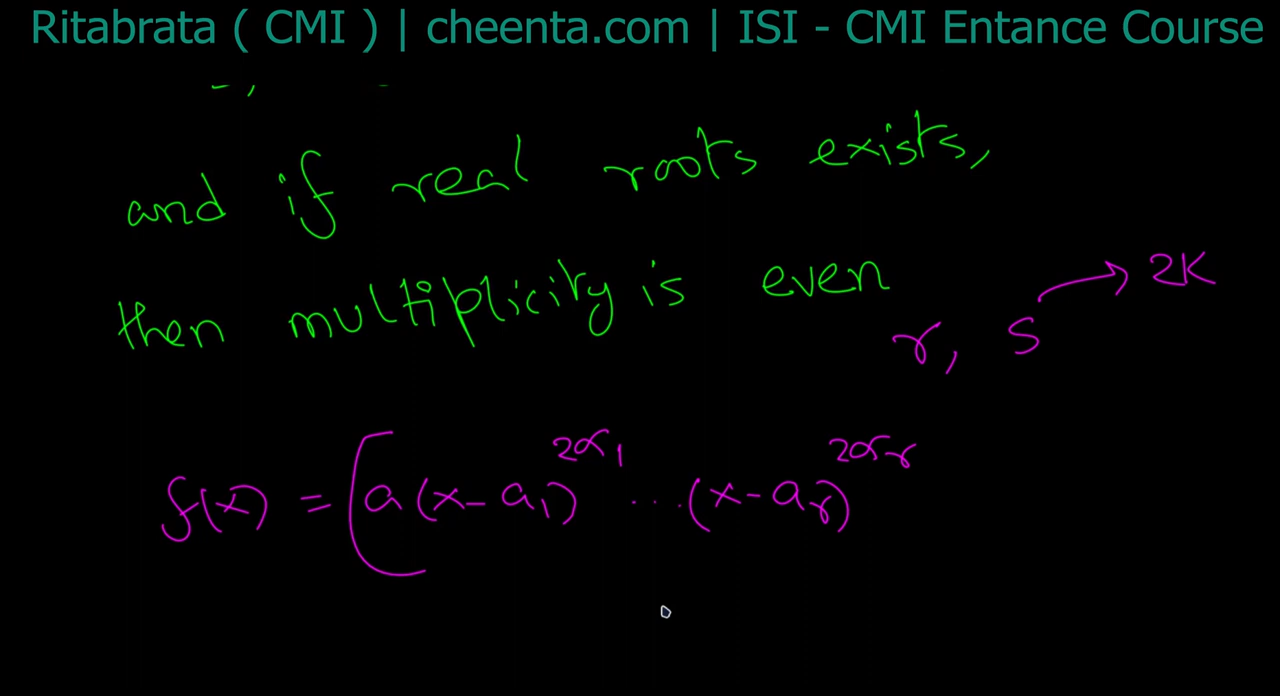 Ritabrata ( CMI ) | cheenta.com | ISI - CMI Entance Course
and if real roots exists,
then multiplicity is even
r, s → 2K
f(x) = [a(x-a₁)^{2α₁} ... (x-aᵣ)^{2αᵣ}